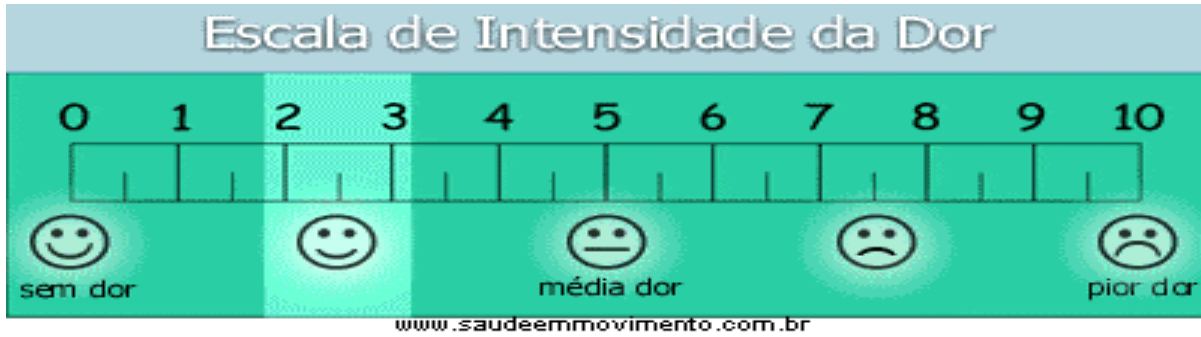 Escala de Intensidade da Dor
0 1 2 3 4 5 6 7 8 9 10
sem dor média dor pior dor
www.saudeemmovimento.com.br